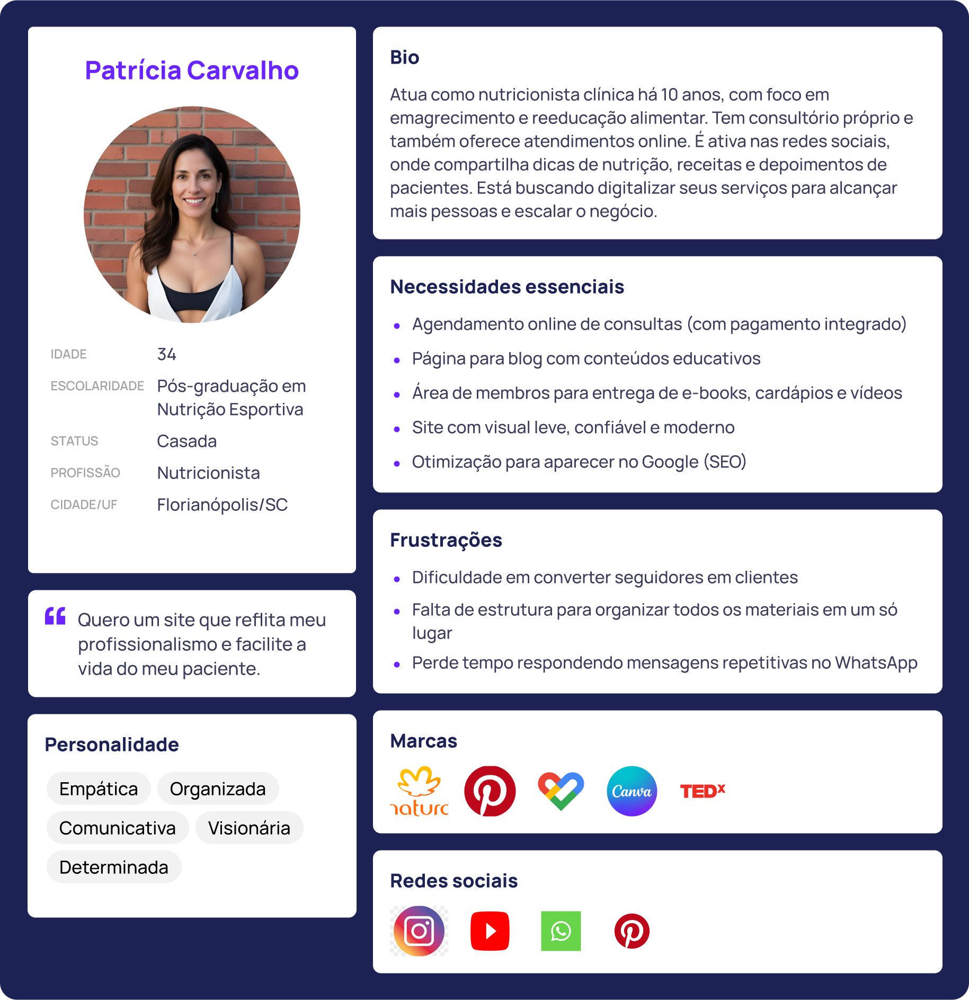 Patrícia Carvalho
IDADE 34
ESCOLARIDADE Pós-graduação em
Nutrição Esportiva
STATUS Casada
PROFISSÃO Nutricionista
CIDADE/UF Florianópolis/SC
“ Quero um site que reflita meu
profissionalismo e facilite a
vida do meu paciente.
Personalidade
Empática Organizada
Comunicativa Visionária
Determinada
Bio
Atua como nutricionista clínica há 10 anos, com foco em
emagrecimento e reeducação alimentar. Tem consultório próprio e
também oferece atendimentos online. É ativa nas redes sociais,
onde compartilha dicas de nutrição, receitas e depoimentos de
pacientes. Está buscando digitalizar seus serviços para alcançar
mais pessoas e escalar o negócio.
Necessidades essenciais
• Agendamento online de consultas (com pagamento integrado)
• Página para blog com conteúdos educativos
• Área de membros para entrega de e-books, cardápios e vídeos
• Site com visual leve, confiável e moderno
• Otimização para aparecer no Google (SEO)
Frustrações
• Dificuldade em converter seguidores em clientes
• Falta de estrutura para organizar todos os materiais em um só
lugar
• Perde tempo respondendo mensagens repetitivas no WhatsApp
Marcas
natura Canva TEDx
Redes sociais